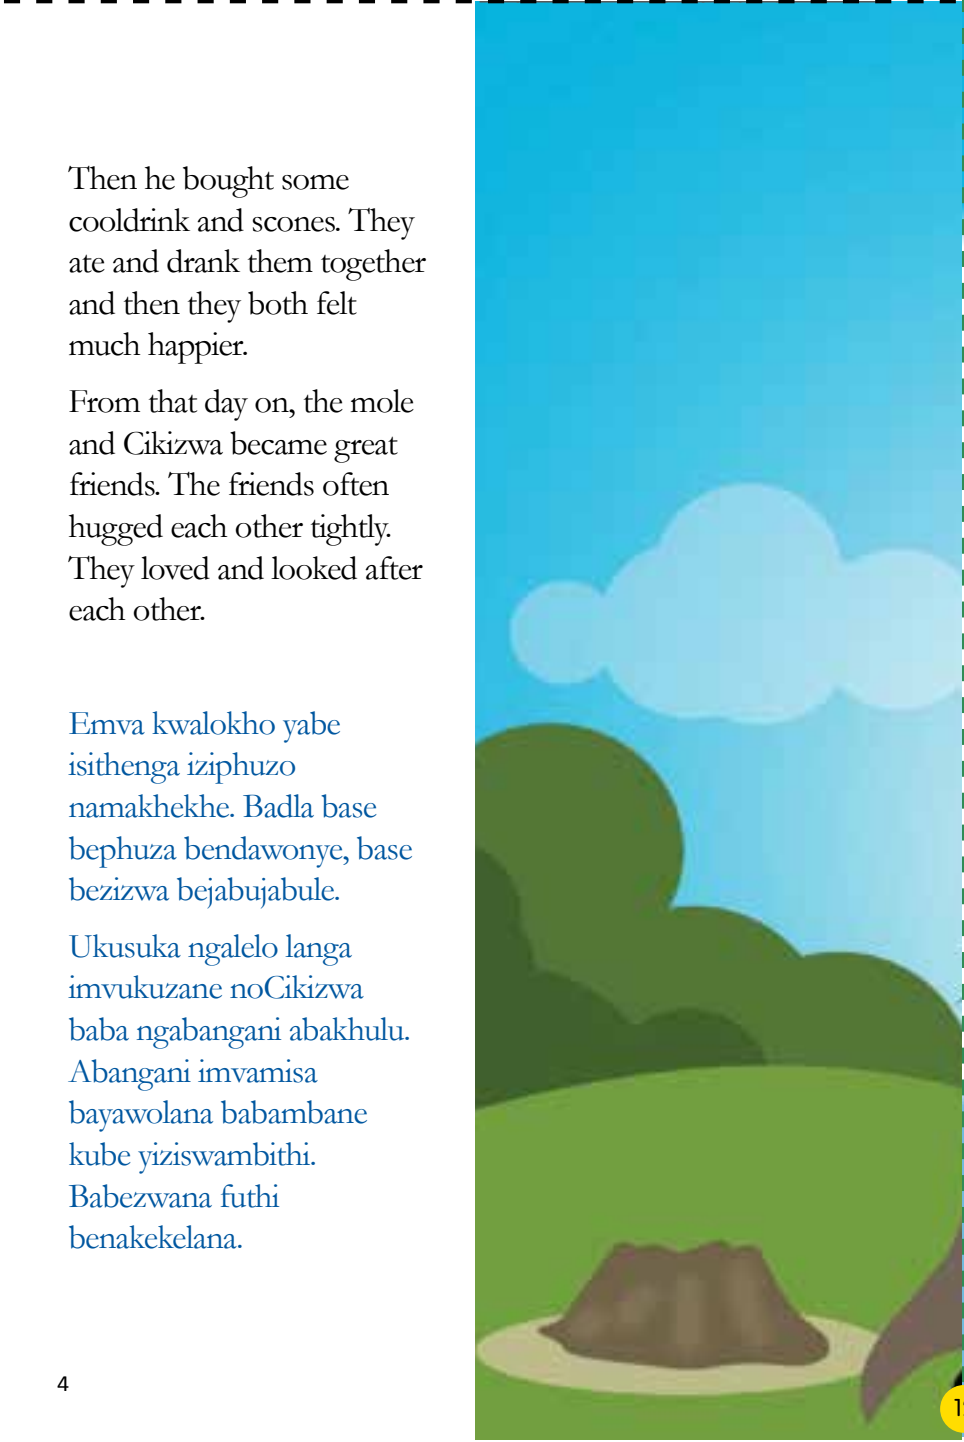 Then he bought some
cooldrink and scones. They
ate and drank them together
and then they both felt
much happier.
From that day on, the mole
and Cikizwa became great
friends. The friends often
hugged each other tightly.
They loved and looked after
each other.
Emva kwalokho yabe
isithenga iziphuzo
namakhekhe. Badla base
bephuza bendawonye, base
bezizwa bejabujabule.
Ukusuka ngalelo langa
imvukuzane noCikizwa
baba ngabangani abakhulu.
Abangani imvamisa
bayawolana babambane
kube yiziswambithi.
Babezwana futhi
benakekelana.
4